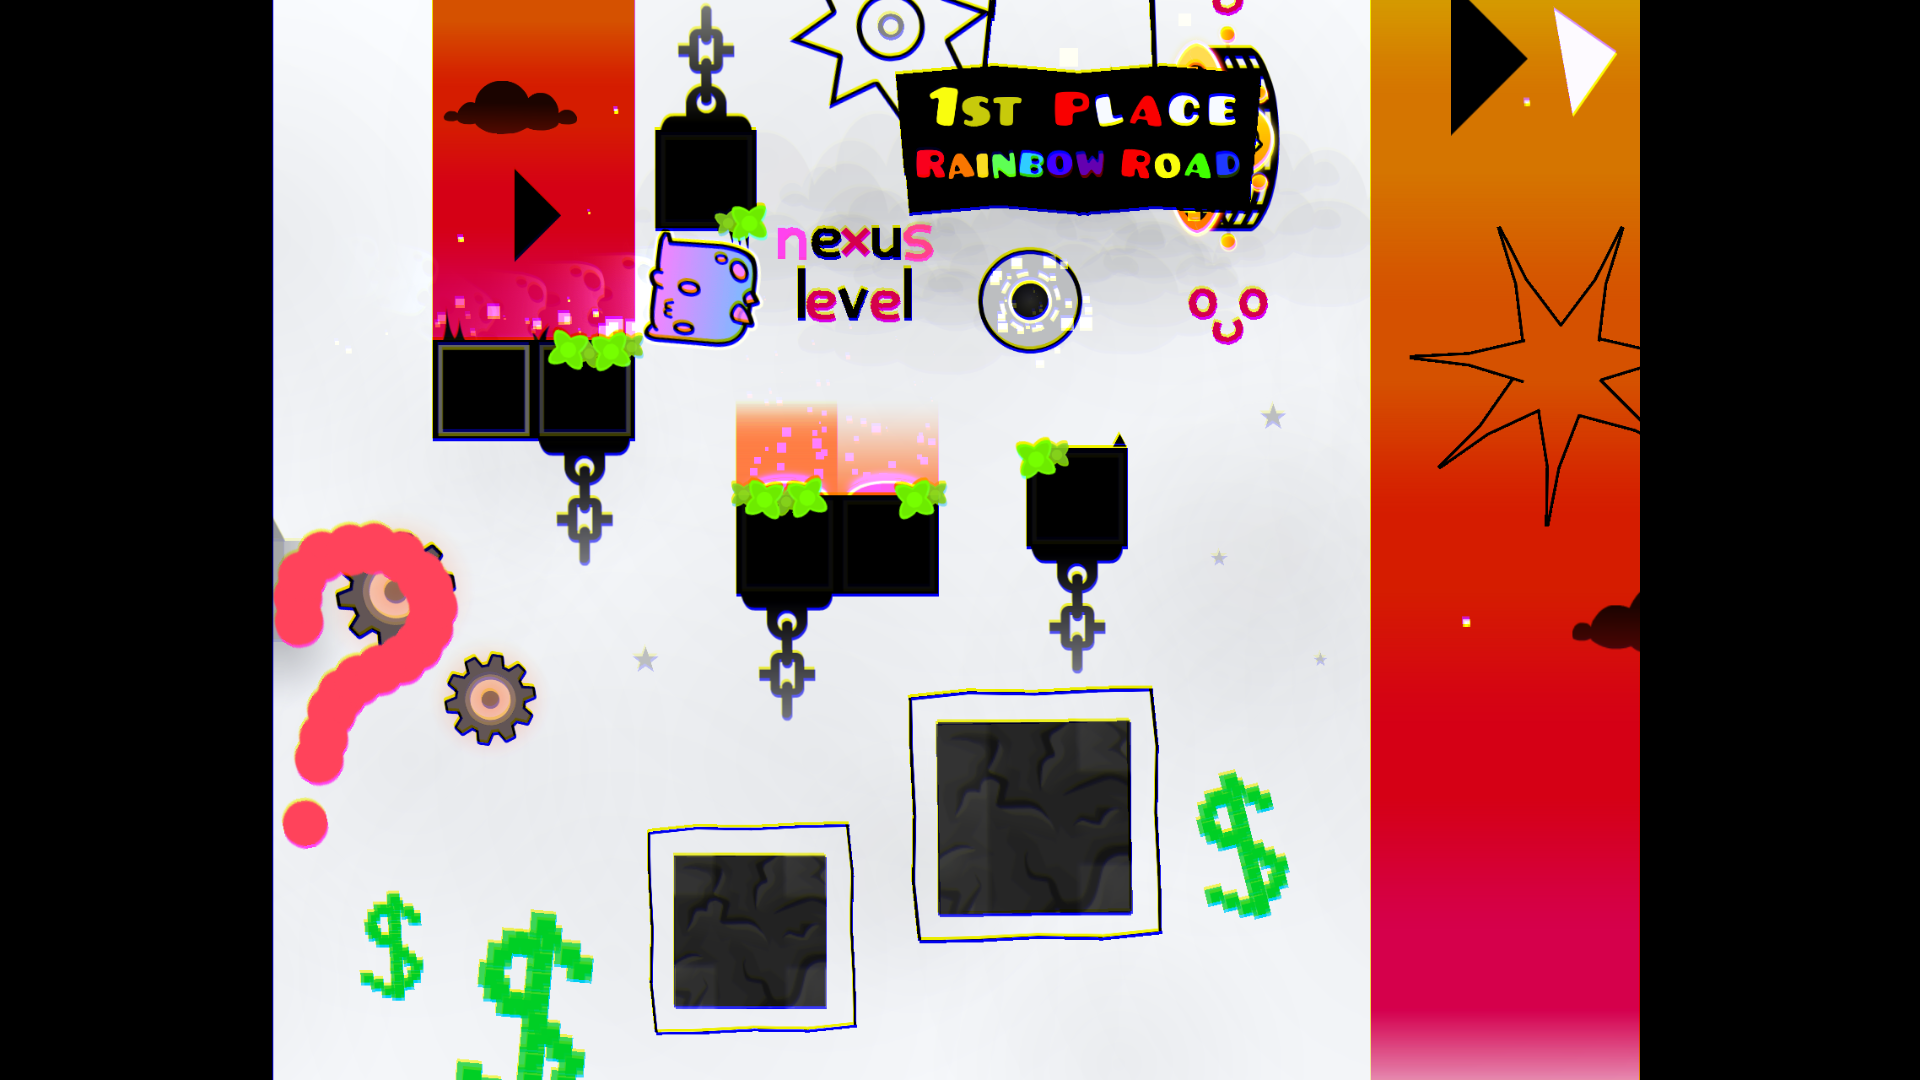 1st Place
Rainbow Road
nexus
level
?
$
$
$